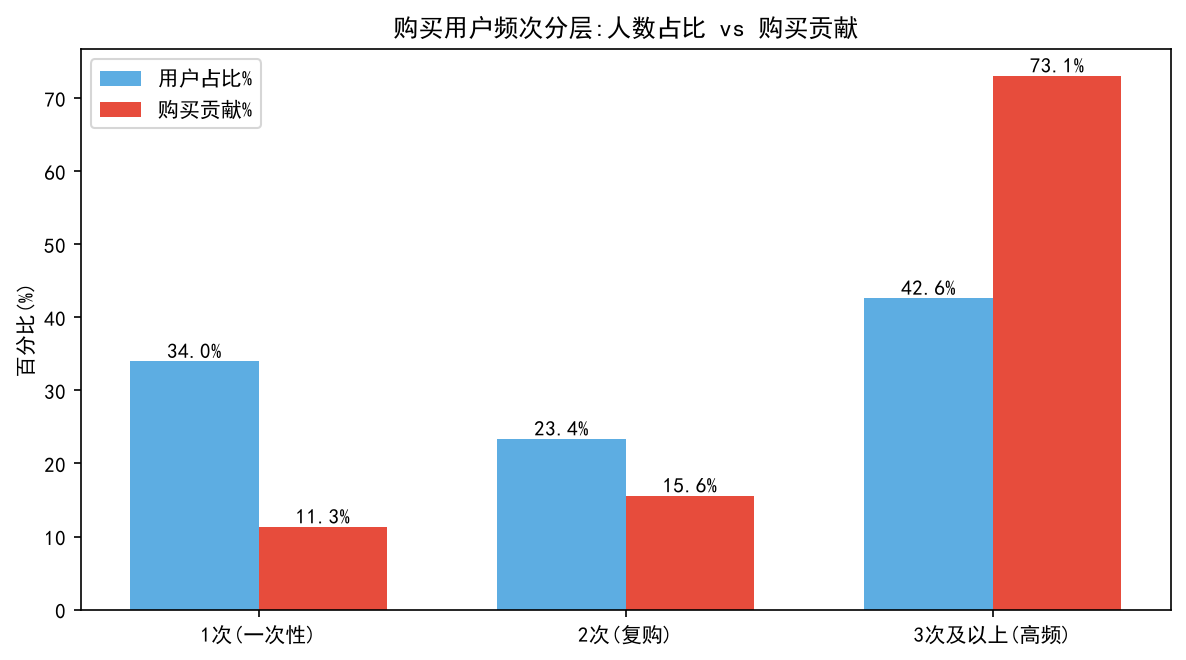 购买用户频次分层:人数占比 vs 购买贡献
用户占比%
购买贡献%
百分比(%)
70
60
50
40
30
20
10
0
34.0%
11.3%
23.4%
15.6%
42.6%
73.1%
1次(一次性)
2次(复购)
3次及以上(高频)